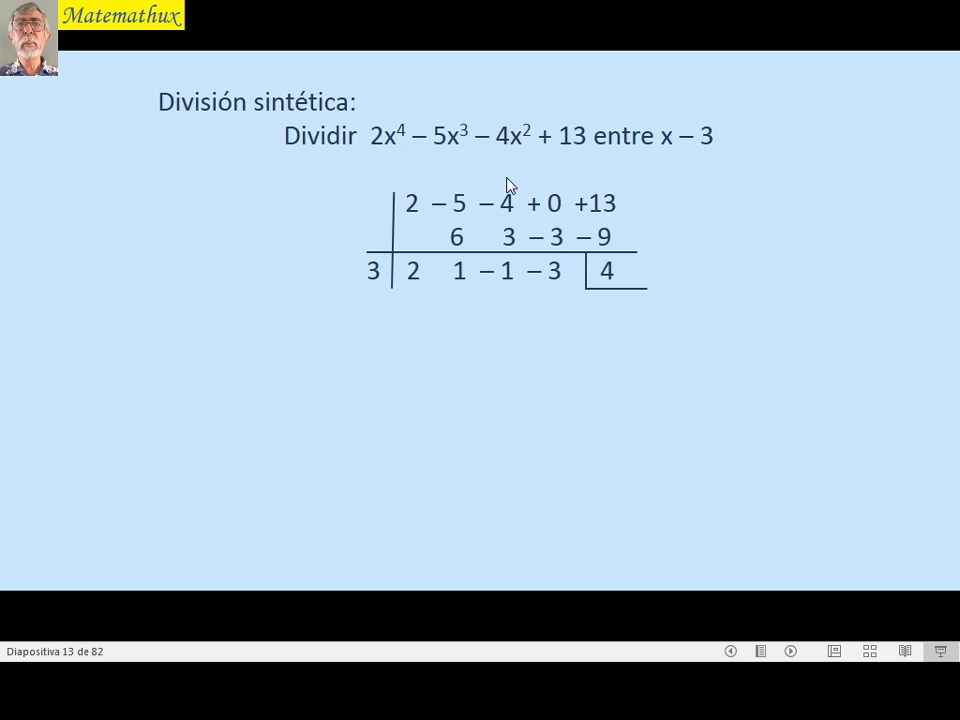 Matemathux
División sintética:
Dividir 2x⁴ – 5x³ – 4x² + 13 entre x – 3
2 – 5 – 4 + 0 +13
6 3 – 3 – 9
3 2 1 – 1 – 3 4
Diapositiva 13 de 82